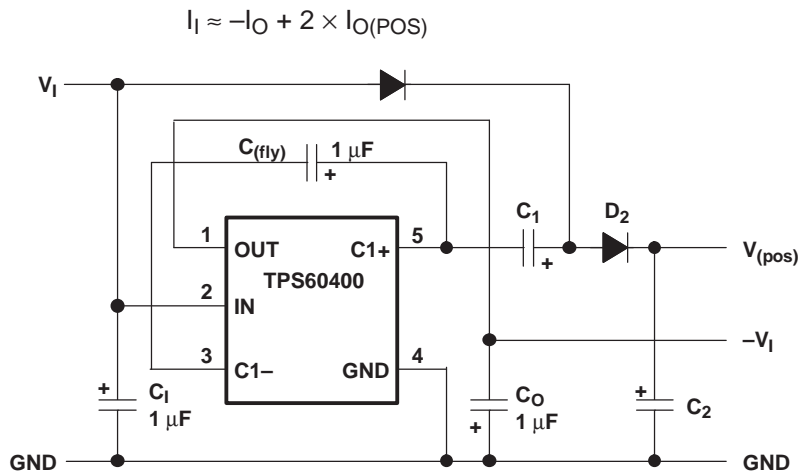 I_I ≈ –I_O + 2 × I_O(POS)
V_I
C_(fly) 1 μF
+
C_1 D_2
1 OUT C1+ 5
+
V_(pos)
TPS60400
2 IN
–V_I
3 C1– GND 4
+ C_I
1 μF
C_O
1 μF
+
+ C_2
GND GND